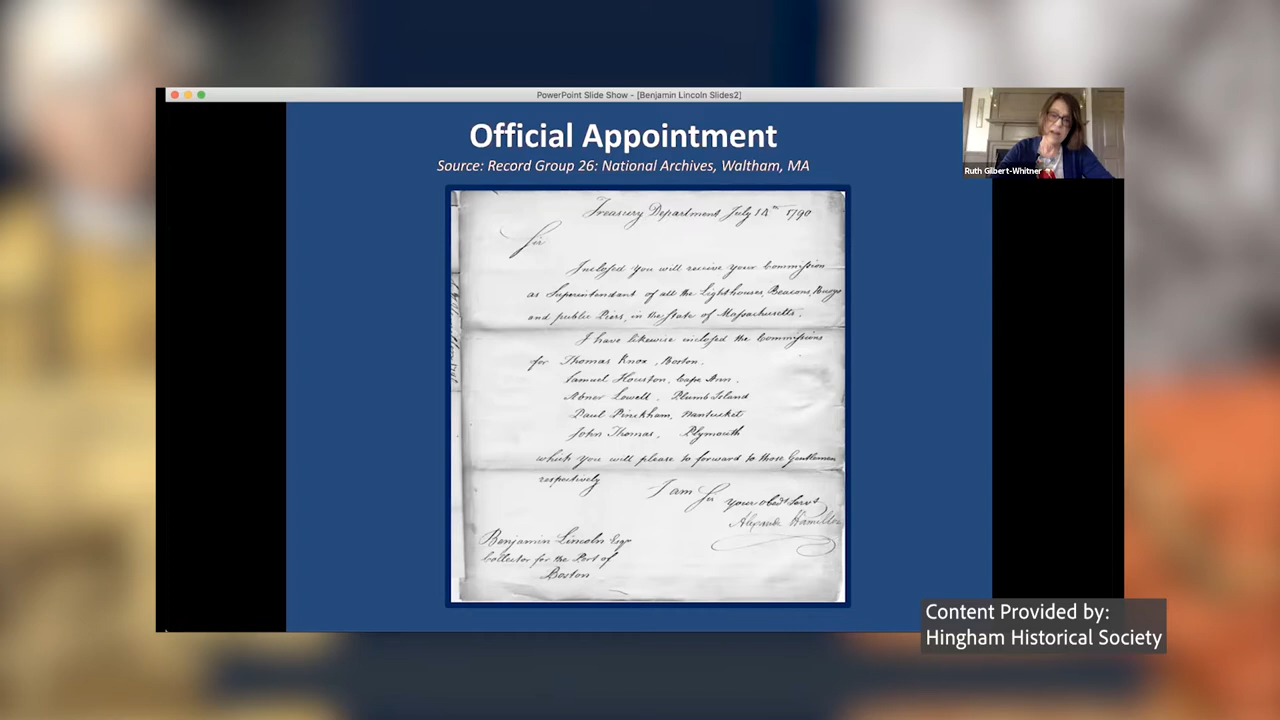 PowerPoint Slide Show - [Benjamin Lincoln Slides2]
Official Appointment
Source: Record Group 26: National Archives, Waltham, MA
Ruth Gilbert-Whitner
Treasury Department July 14th 1790
Sir
Inclosed you will receive your Commission
as Superintendant of all the Lighthouses, Beacons, Buoys
and public Piers, in the State of Massachusetts.
I have likewise inclosed the Commissions
for Thomas Knox, Boston.
Samuel Houston, Cape Ann.
Abner Lowell. Plumb Island
Paul Pinckham, Nantucket
John Thomas, Plymouth
which you will please to forward to those Gentlemen
respectively
I am Sir your obedt Servt
Alexander Hamilton
Benjamin Lincoln Esqr
Collector for the Port of
Boston
Content Provided by:
Hingham Historical Society